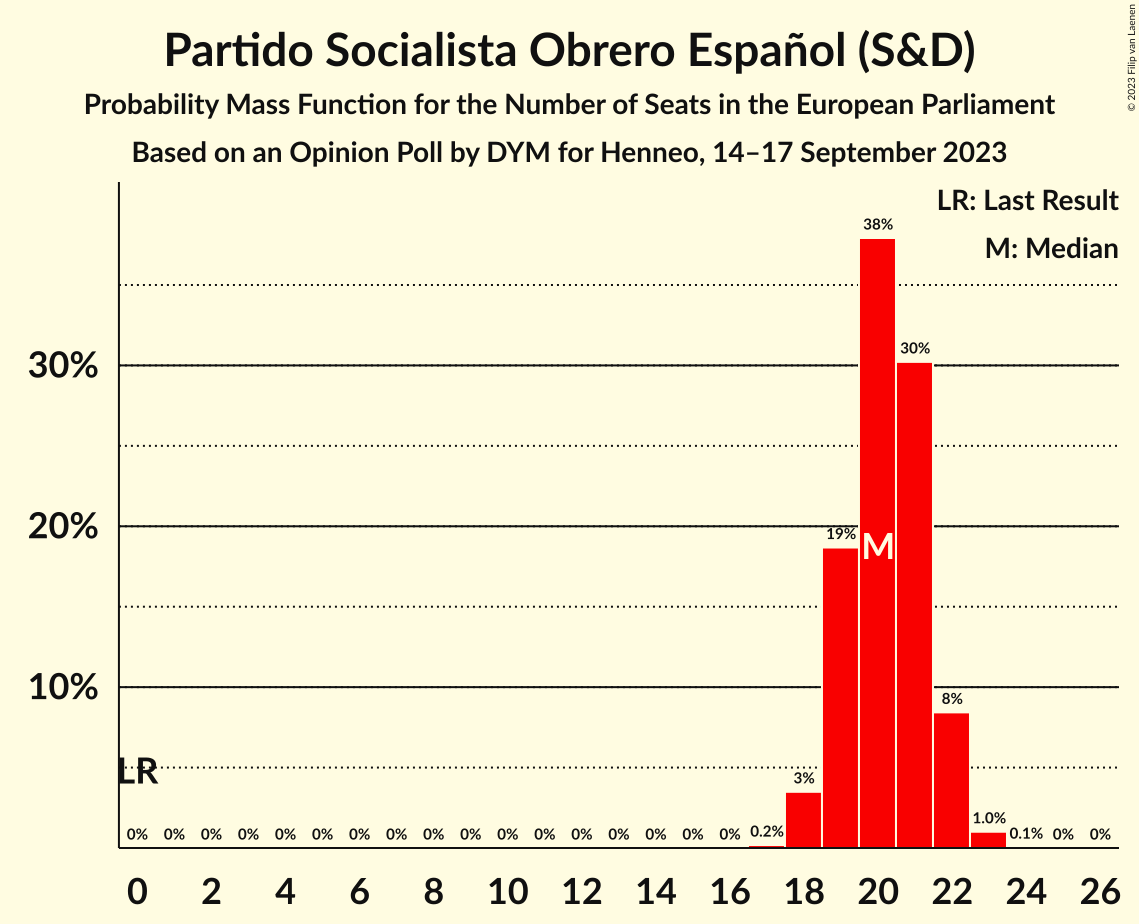 Partido Socialista Obrero Español (S&D)
Probability Mass Function for the Number of Seats in the European Parliament
Based on an Opinion Poll by DYM for Henneo, 14–17 September 2023
© 2023 Filip van Laenen
LR: Last Result
M: Median
38%
30%
30%
20%
19%
M
10%
8%
LR
3%
0% 0% 0% 0% 0% 0% 0% 0% 0% 0% 0% 0% 0% 0% 0% 0% 0% 0.2% 1.0% 0.1% 0% 0%
0 2 4 6 8 10 12 14 16 18 20 22 24 26